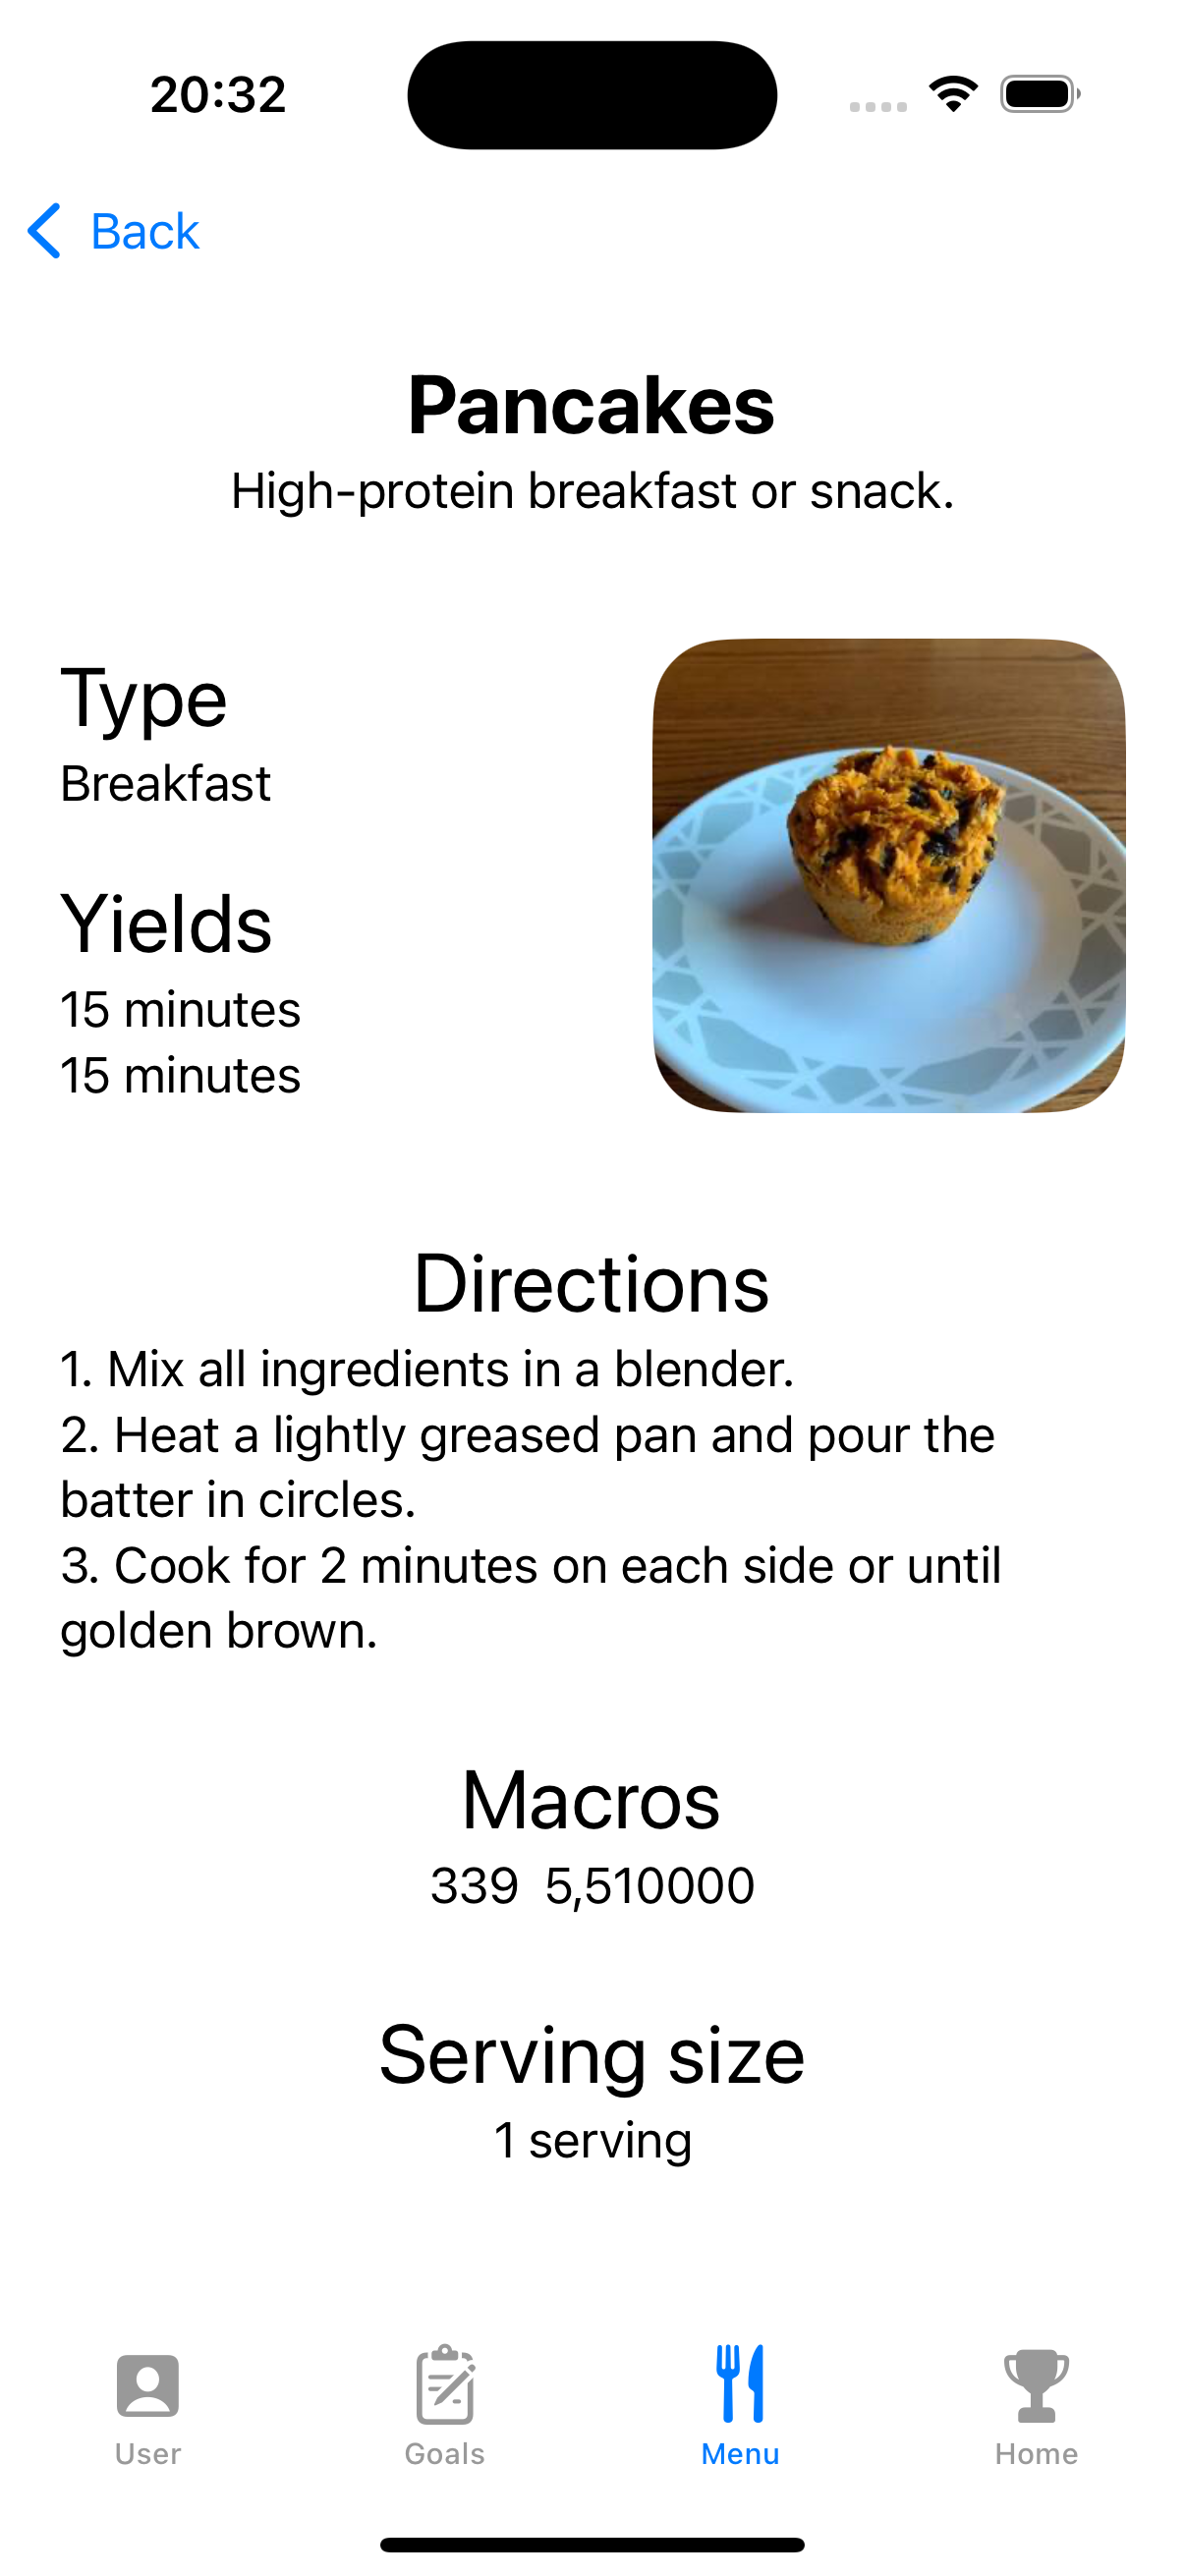 20:32
Back
Pancakes
High-protein breakfast or snack.
Type
Breakfast
Yields
15 minutes
15 minutes
Directions
1. Mix all ingredients in a blender.
2. Heat a lightly greased pan and pour the
batter in circles.
3. Cook for 2 minutes on each side or until
golden brown.
Macros
339 5,510000
Serving size
1 serving
User
Goals
Menu
Home